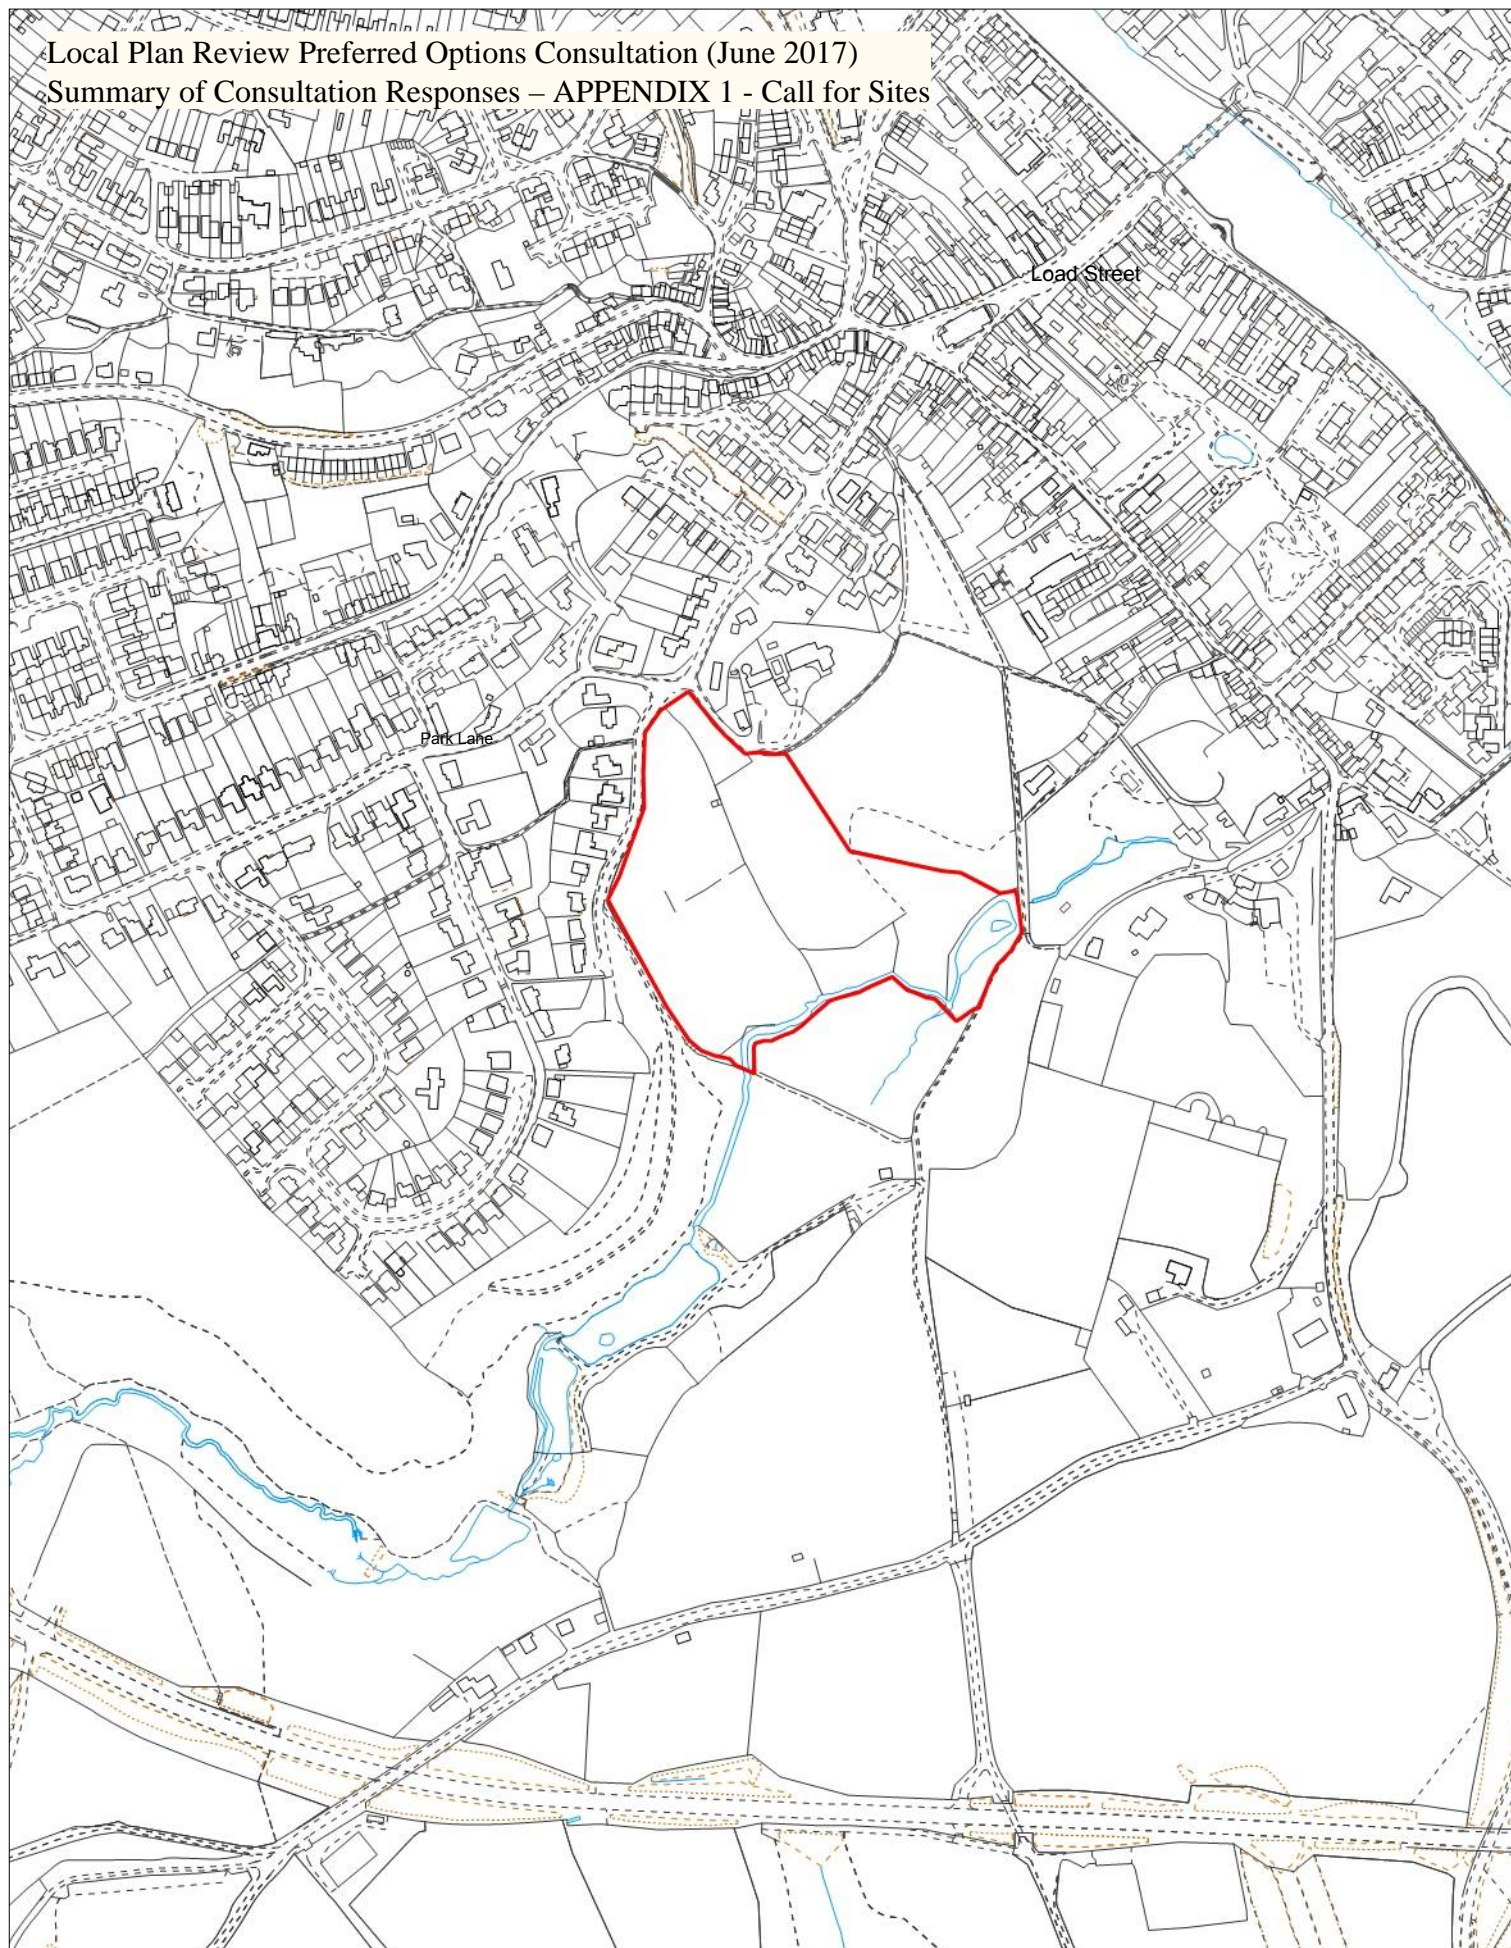 Local Plan Review Preferred Options Consultation (June 2017)
Summary of Consultation Responses – APPENDIX 1 - Call for Sites
Load Street
Park Lane